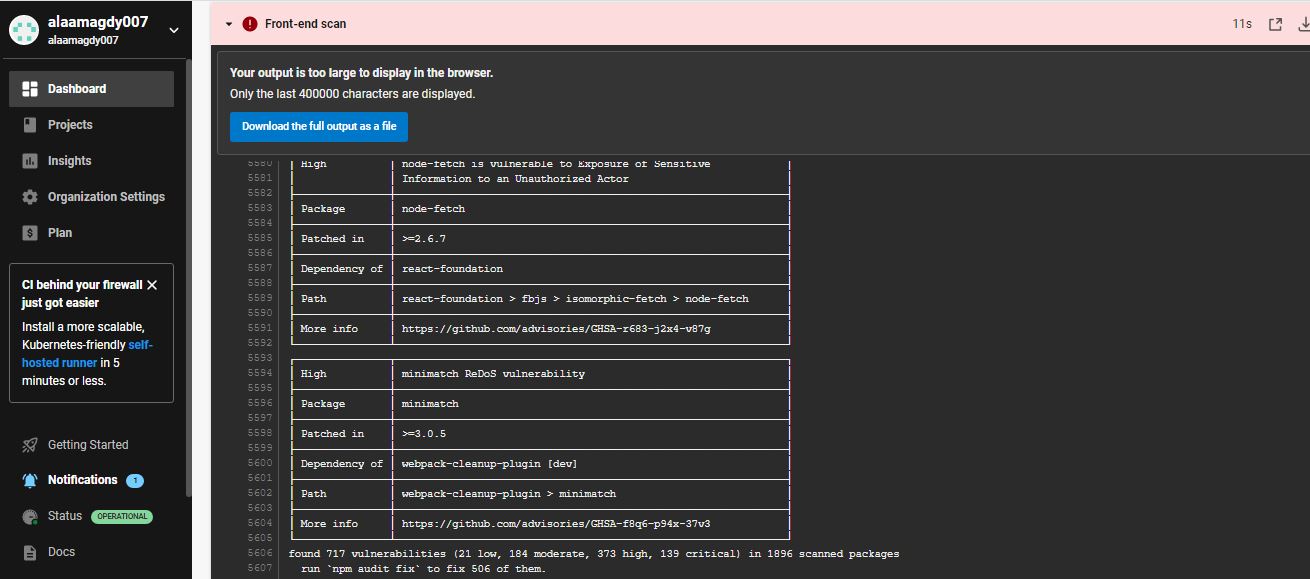 alaamagdy007
alaamagdy007
Dashboard
Projects
Insights
Organization Settings
Plan
CI behind your firewall
just got easier
Install a more scalable,
Kubernetes-friendly self-
hosted runner in 5
minutes or less.
Getting Started
Notifications 1
Status OPERATIONAL
Docs
Front-end scan 11s
Your output is too large to display in the browser.
Only the last 400000 characters are displayed.
Download the full output as a file
5580 High node-fetch is vulnerable to Exposure of Sensitive
5581 Information to an Unauthorized Actor
5582
5583 Package node-fetch
5584
5585 Patched in >=2.6.7
5586
5587 Dependency of react-foundation
5588
5589 Path react-foundation > fbjs > isomorphic-fetch > node-fetch
5590
5591 More info https://github.com/advisories/GHSA-r683-j2x4-v87g
5592
5593
5594 High minimatch ReDoS vulnerability
5595
5596 Package minimatch
5597
5598 Patched in >=3.0.5
5599
5600 Dependency of webpack-cleanup-plugin [dev]
5601
5602 Path webpack-cleanup-plugin > minimatch
5603
5604 More info https://github.com/advisories/GHSA-f8q6-p94x-37v3
5605
5606 found 717 vulnerabilities (21 low, 184 moderate, 373 high, 139 critical) in 1896 scanned packages
5607 run `npm audit fix` to fix 506 of them.